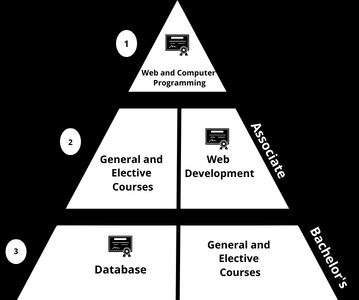 1
Web and Computer
Programming
2
General and
Elective
Courses
Web
Development
Associate
3
Database
General and
Elective
Courses
Bachelor's